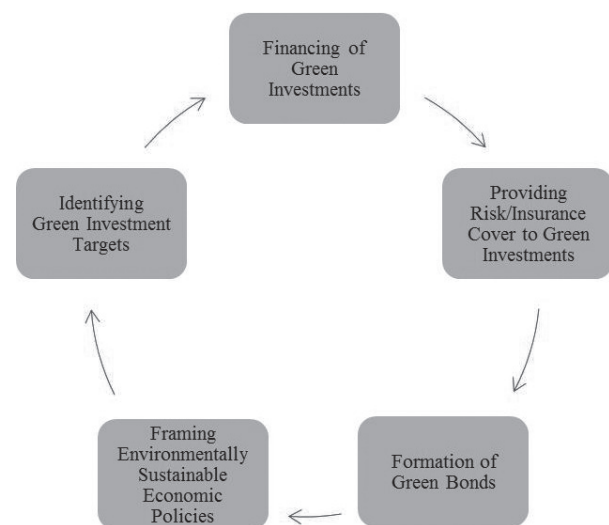 Financing of
Green
Investments
Providing
Risk/Insurance
Cover to Green
Investments
Formation of
Green Bonds
Framing
Environmentally
Sustainable
Economic
Policies
Identifying
Green Investment
Targets